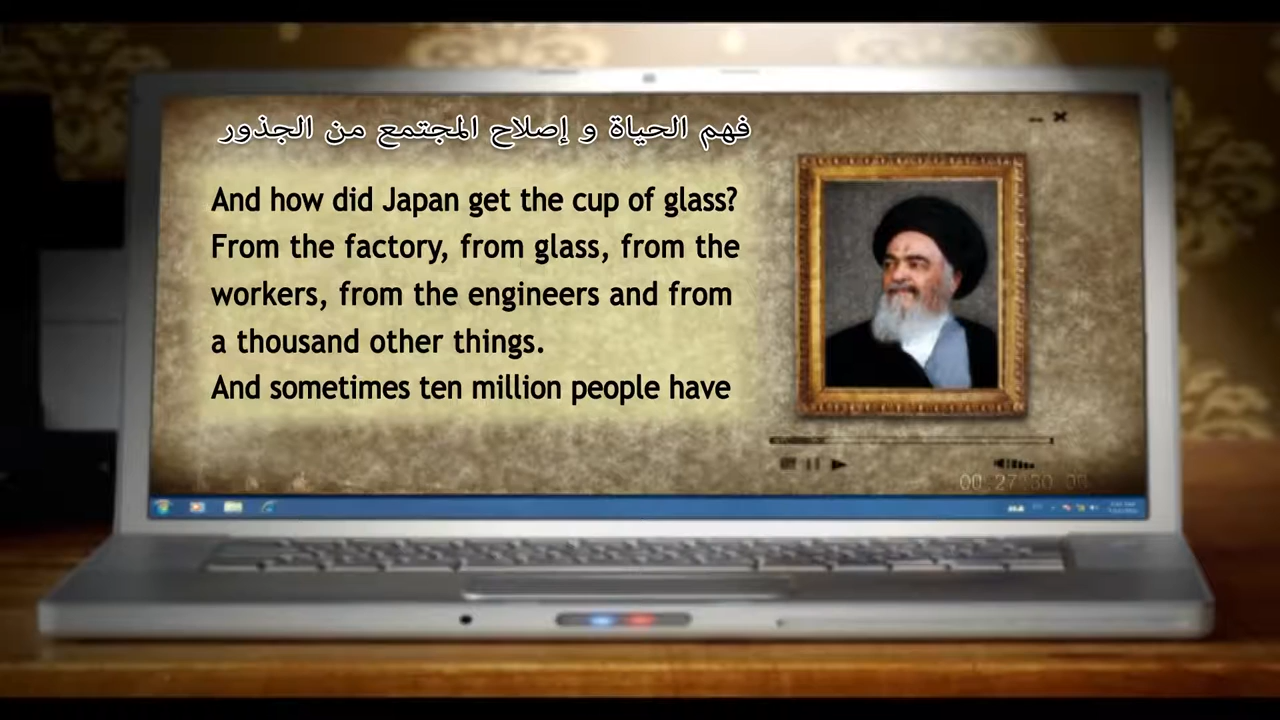 فهم الحياة و إصلاح المجتمع من الجذور
And how did Japan get the cup of glass?
From the factory, from glass, from the
workers, from the engineers and from
a thousand other things.
And sometimes ten million people have